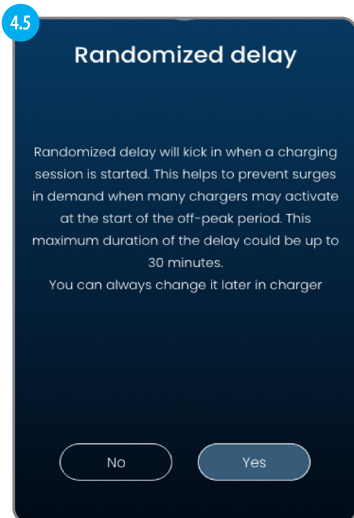 4.5
Randomized delay
Randomized delay will kick in when a charging
session is started. This helps to prevent surges
in demand when many chargers may activate
at the start of the off-peak period. This
maximum duration of the delay could be up to
30 minutes.
You can always change it later in charger
No
Yes